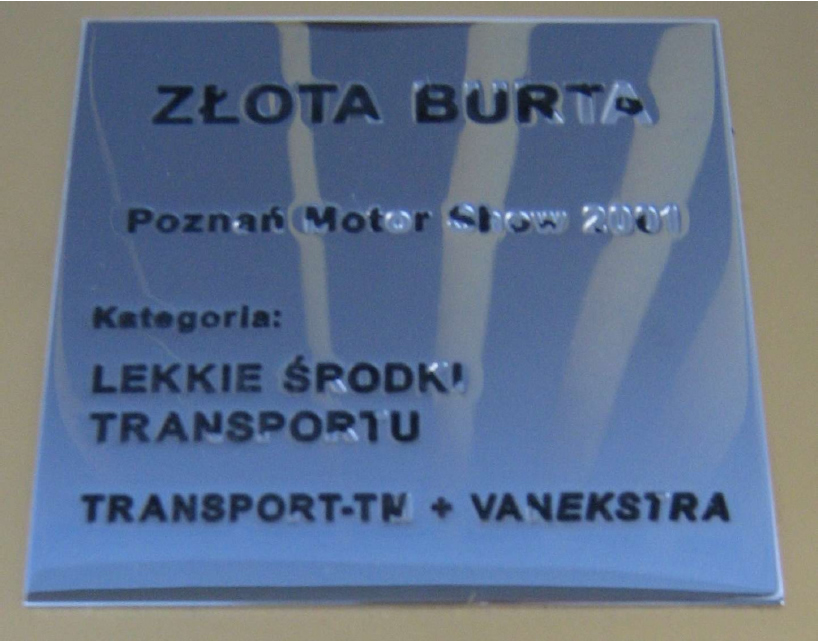 ZŁOTA BURTA
Poznań Motor Show 2001
Kategoria:
LEKKIE ŚRODKI
TRANSPORTU
TRANSPORT-TM + VANEKSTRA